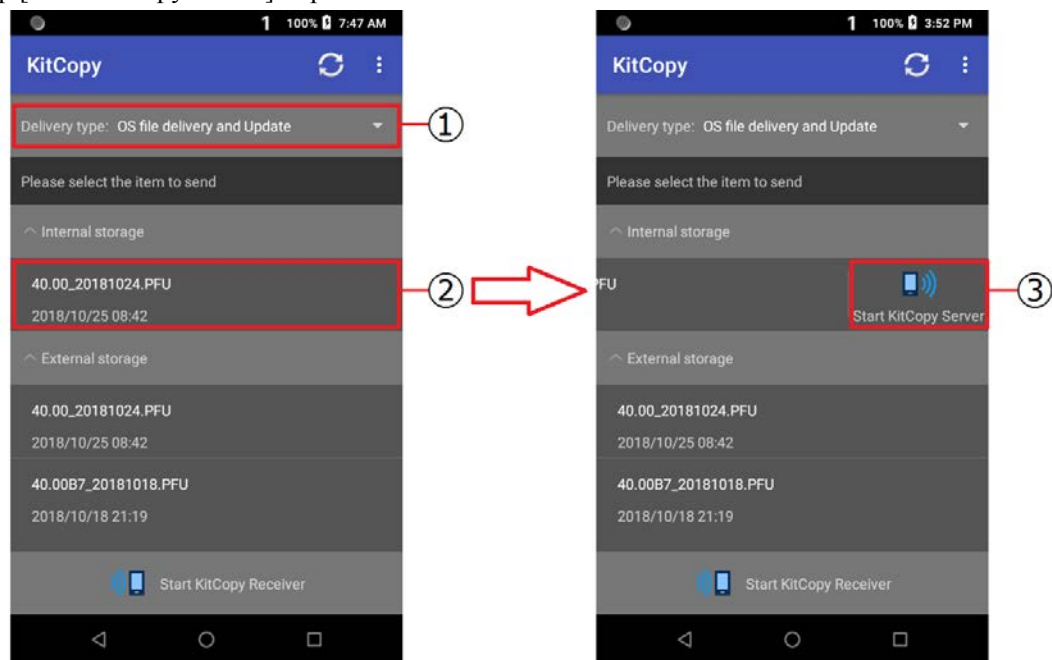 1 100% 7:47 AM
KitCopy
Delivery type: OS file delivery and Update
①
Please select the item to send
Internal storage
40.00_20181024.PFU
2018/10/25 08:42
②
External storage
40.00_20181024.PFU
2018/10/25 08:42
40.00B7_20181018.PFU
2018/10/18 21:19
Start KitCopy Receiver
1 100% 3:52 PM
KitCopy
Delivery type: OS file delivery and Update
Please select the item to send
Internal storage
PFU
Start KitCopy Server
③
External storage
40.00_20181024.PFU
2018/10/25 08:42
40.00B7_20181018.PFU
2018/10/18 21:19
Start KitCopy Receiver